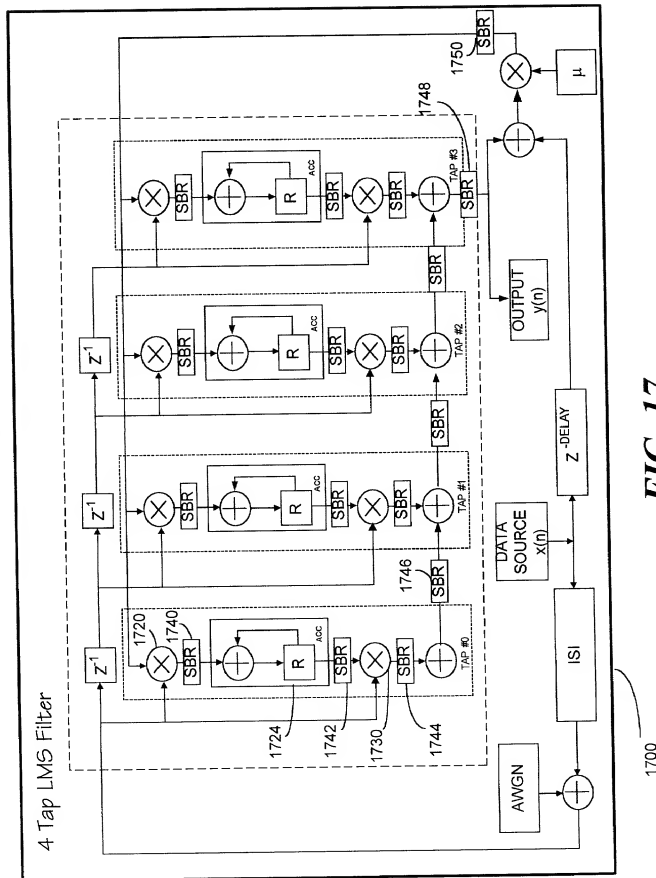 4 Tap LMS Filter
Z-1
Z-1
Z-1
1720
1740
1724
1742
1730
1744
1746
1748
1750
×
SBR
+
R
ACC
SBR
×
SBR
+
TAP #0
SBR
×
SBR
+
R
ACC
SBR
×
SBR
+
TAP #1
SBR
×
SBR
+
R
ACC
SBR
×
SBR
+
TAP #2
SBR
×
SBR
+
R
ACC
SBR
×
SBR
+
TAP #3
SBR
SBR
×
μ
+
OUTPUT
y(n)
AWGN
+
ISI
DATA
SOURCE
x(n)
Z-DELAY
1700
FIG. 17